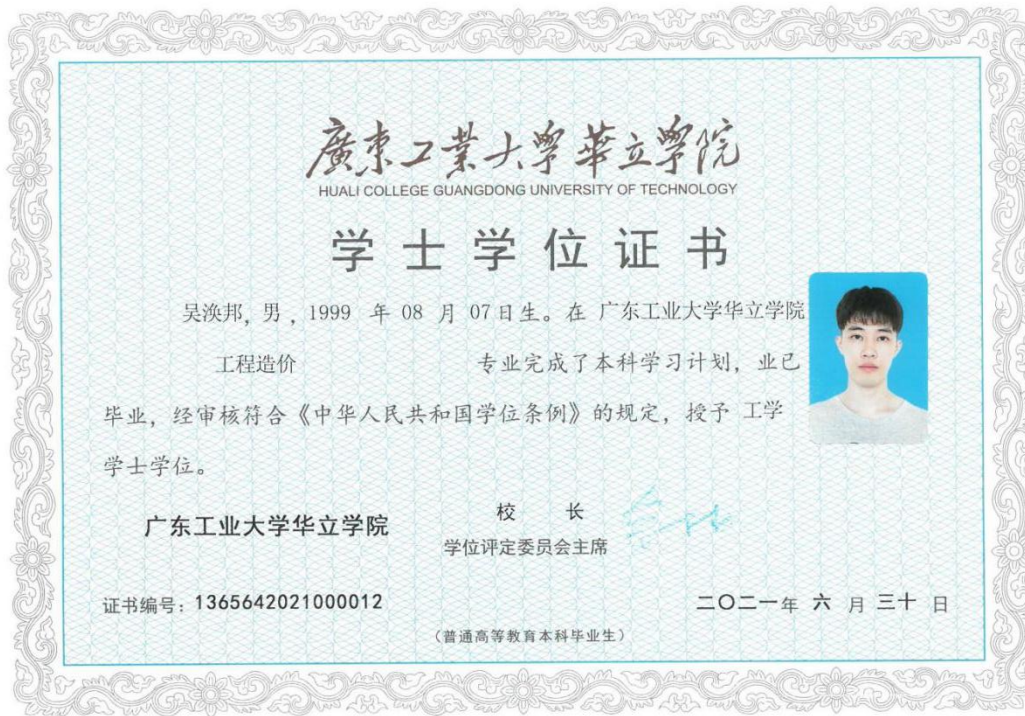 廣東工業大學華立學院
HUALI COLLEGE GUANGDONG UNIVERSITY OF TECHNOLOGY
学士学位证书
吴涣邦, 男 , 1999 年 08 月 07日生。在 广东工业大学华立学院
工程造价 专业完成了本科学习计划, 业已
毕业, 经审核符合《中华人民共和国学位条例》的规定, 授予 工学
学士学位。
广东工业大学华立学院
校 长
学位评定委员会主席
证书编号: 1365642021000012
二〇二一年 六 月 三十 日
(普通高等教育本科毕业生)